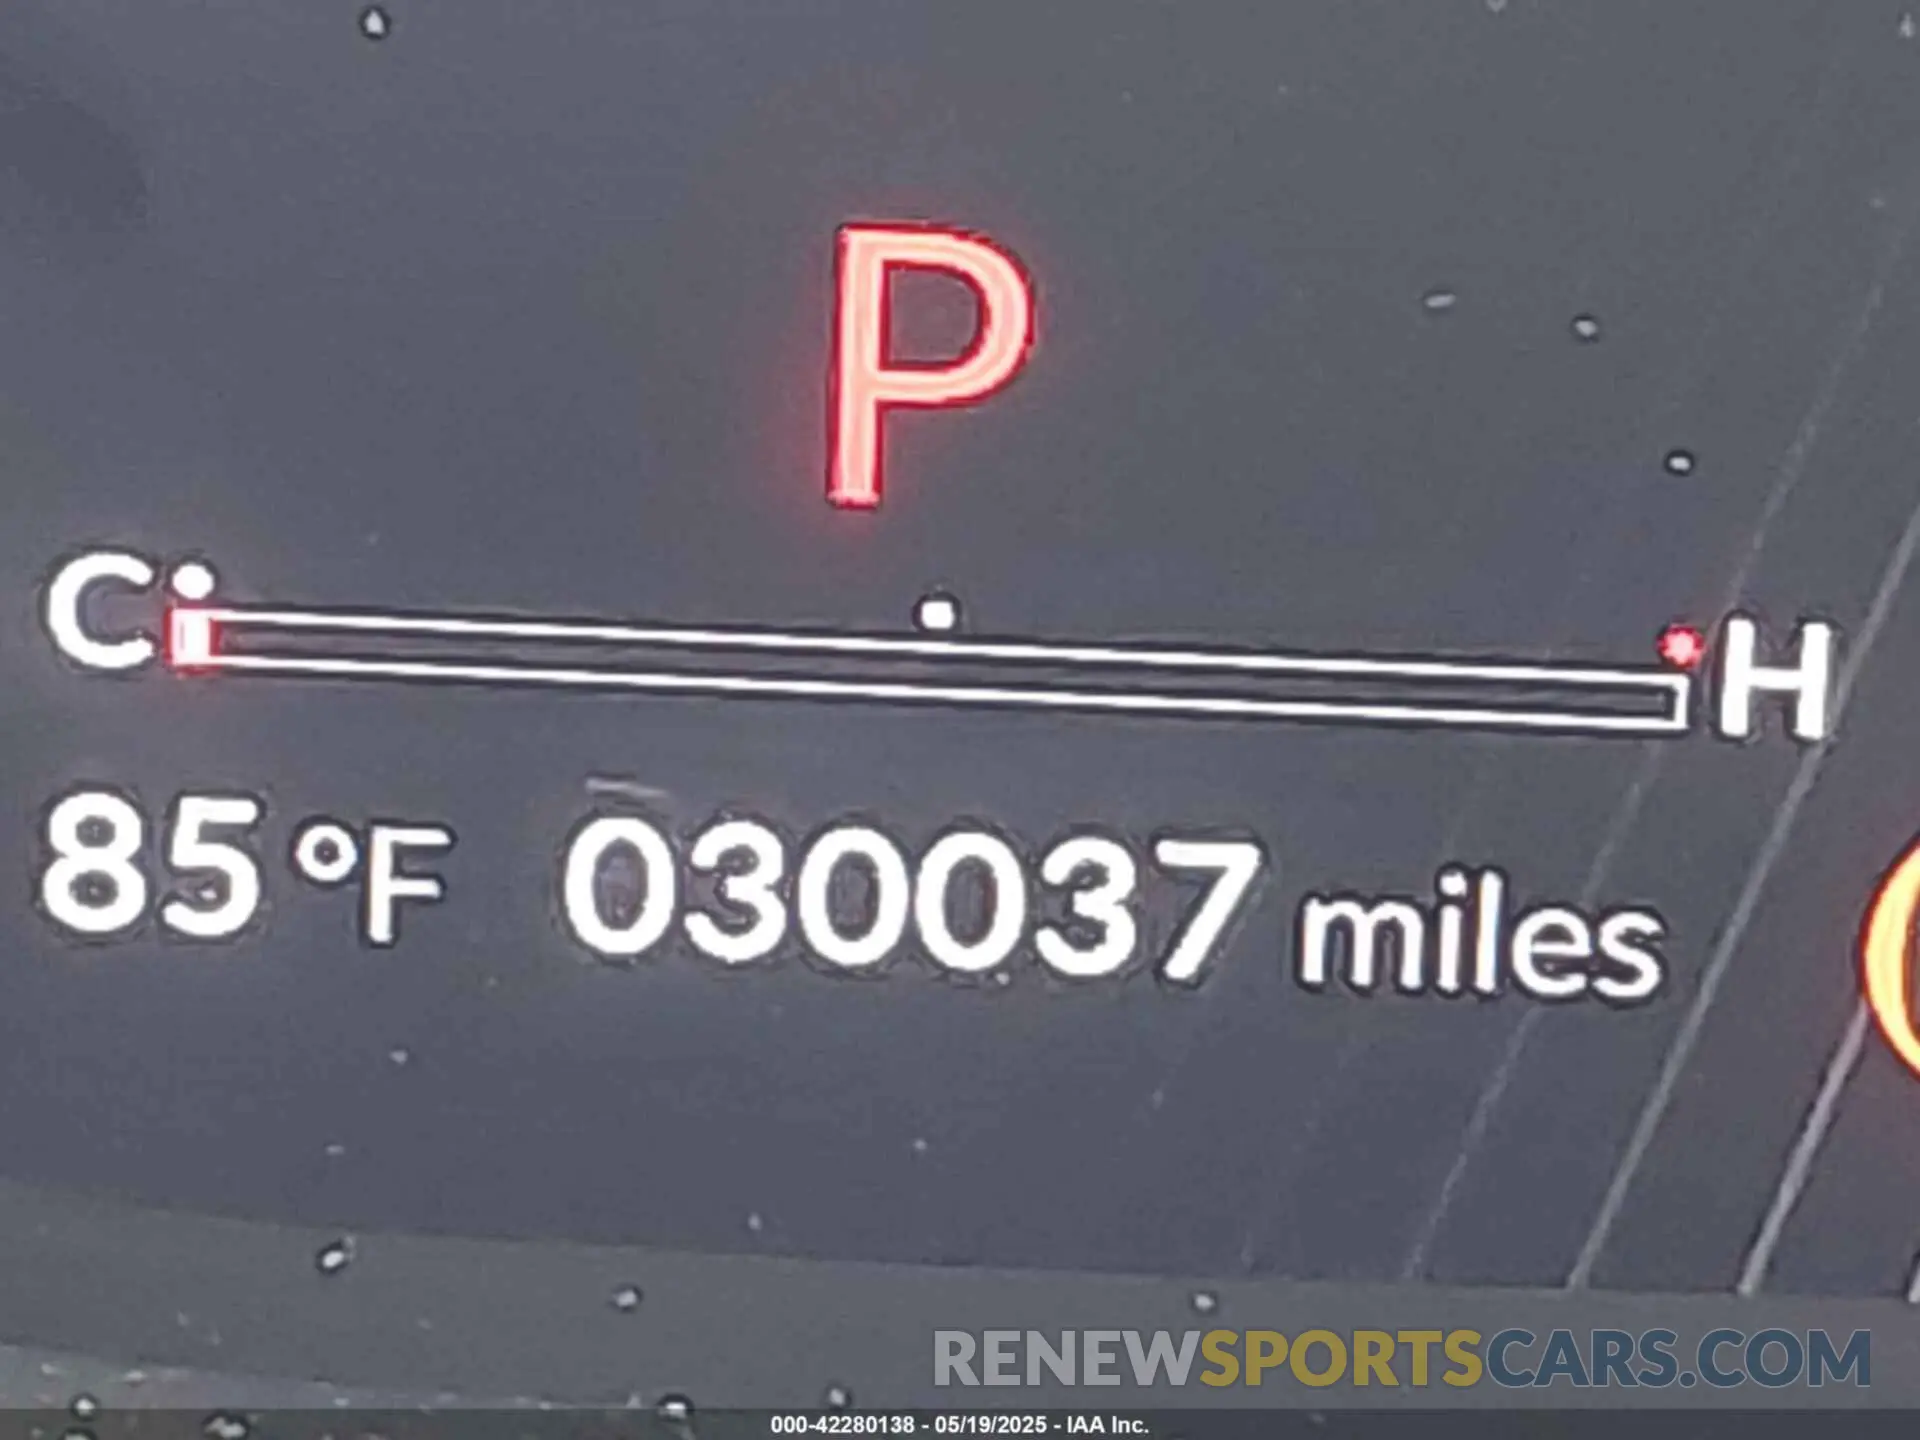 P
C H
85 °F 030037 miles
RENEWSPORTSCARS.COM
000-42280138 - 05/19/2025 - IAA Inc.